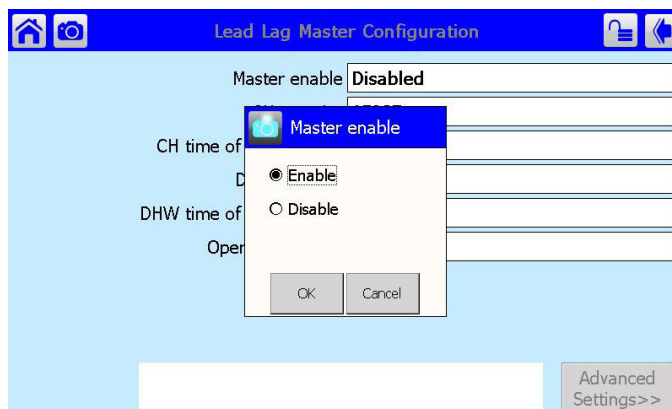 Lead Lag Master Configuration
Master enable Disabled
Master enable
CH time of
Enable
D
DHW time of
Disable
Oper
OK Cancel
Advanced
Settings>>